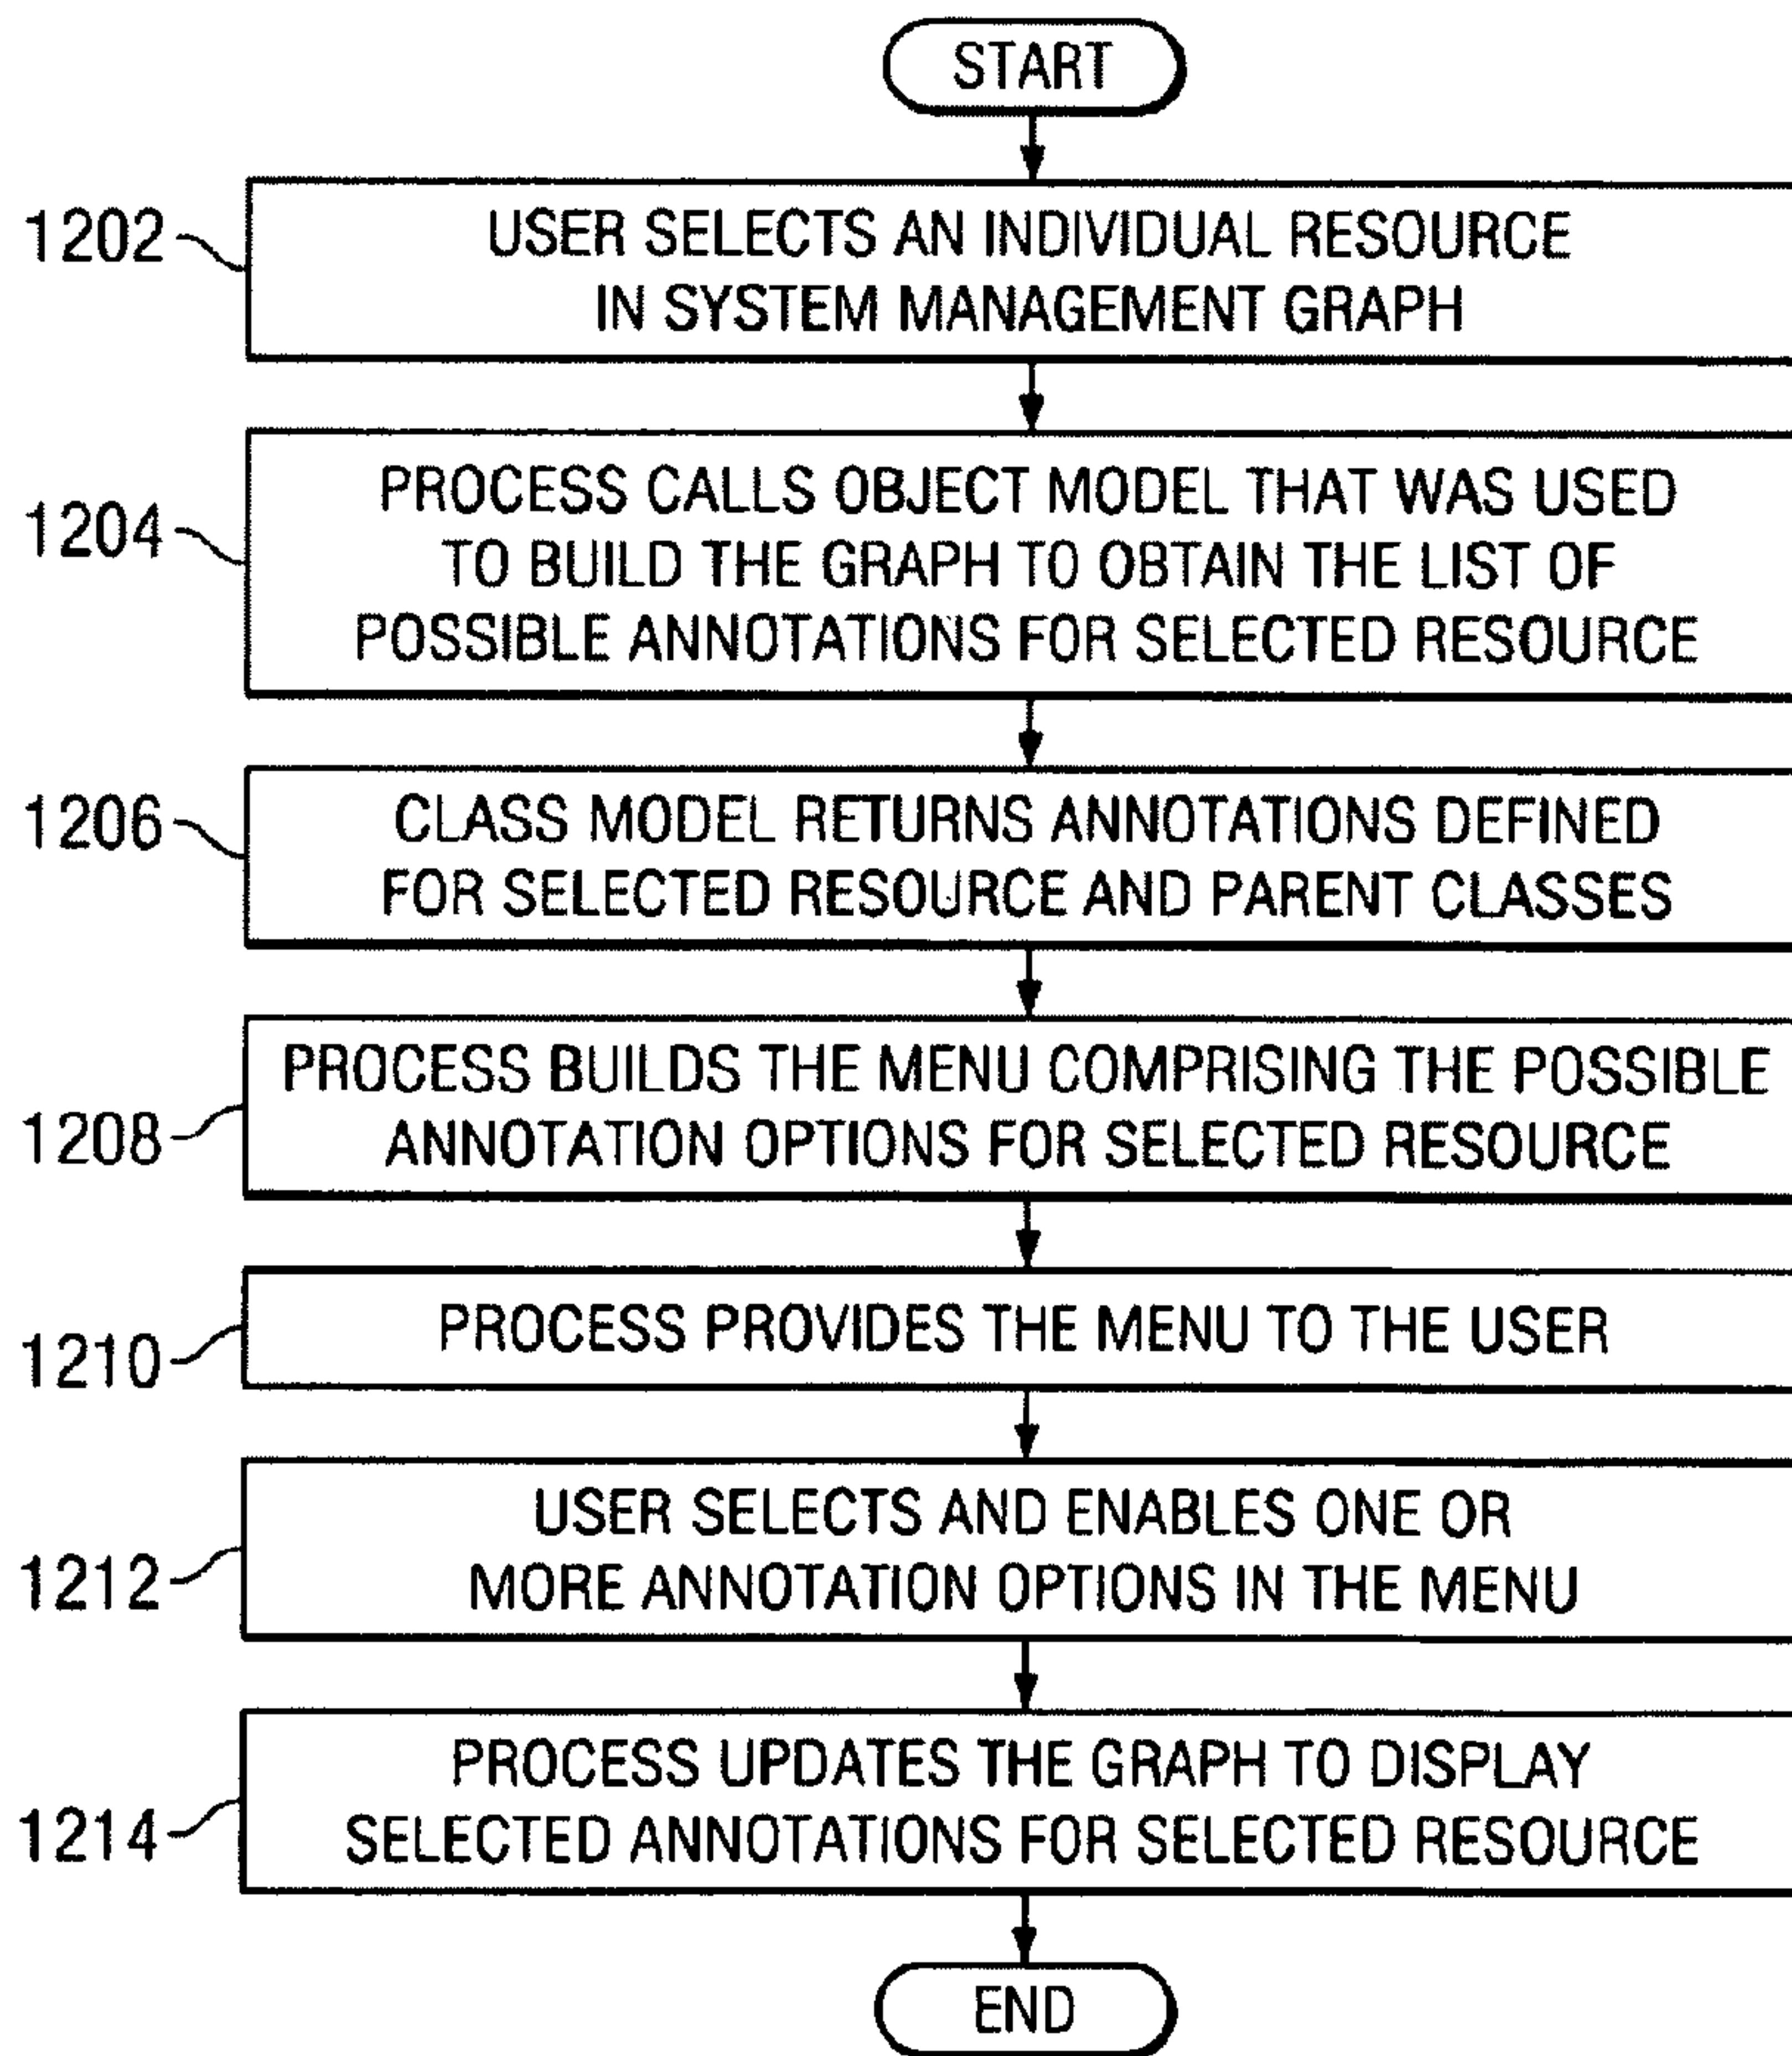 START
1202
USER SELECTS AN INDIVIDUAL RESOURCE
IN SYSTEM MANAGEMENT GRAPH
1204
PROCESS CALLS OBJECT MODEL THAT WAS USED
TO BUILD THE GRAPH TO OBTAIN THE LIST OF
POSSIBLE ANNOTATIONS FOR SELECTED RESOURCE
1206
CLASS MODEL RETURNS ANNOTATIONS DEFINED
FOR SELECTED RESOURCE AND PARENT CLASSES
1208
PROCESS BUILDS THE MENU COMPRISING THE POSSIBLE
ANNOTATION OPTIONS FOR SELECTED RESOURCE
1210
PROCESS PROVIDES THE MENU TO THE USER
1212
USER SELECTS AND ENABLES ONE OR
MORE ANNOTATION OPTIONS IN THE MENU
1214
PROCESS UPDATES THE GRAPH TO DISPLAY
SELECTED ANNOTATIONS FOR SELECTED RESOURCE
END